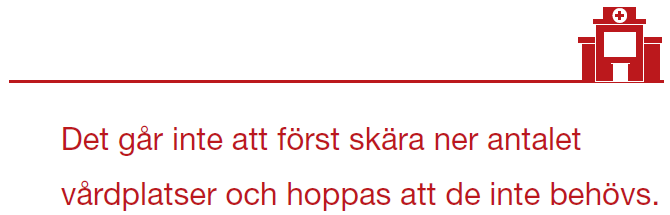 Det går inte att först skära ner antalet
vårdplatser och hoppas att de inte behövs.